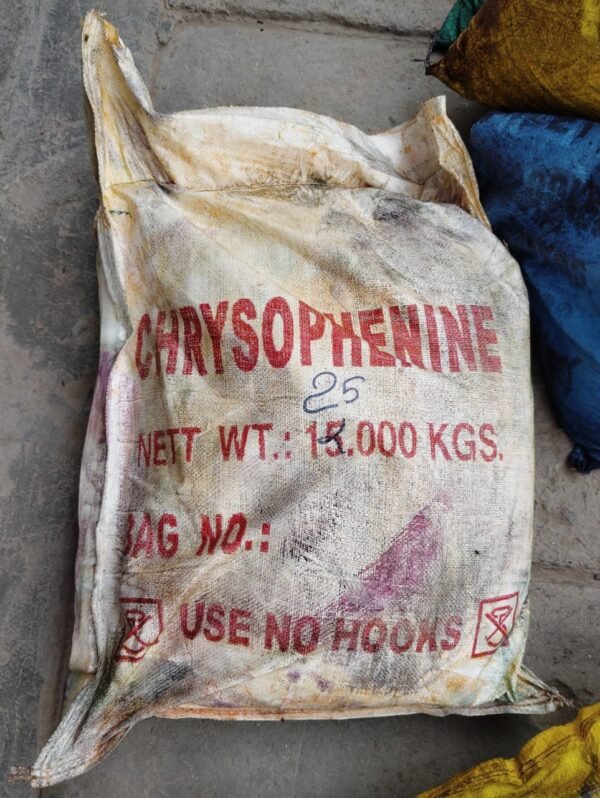 CHRYSOPHENINE
25
NETT WT.: 15.000 KGS.
BAG NO.:
USE NO HOOKS